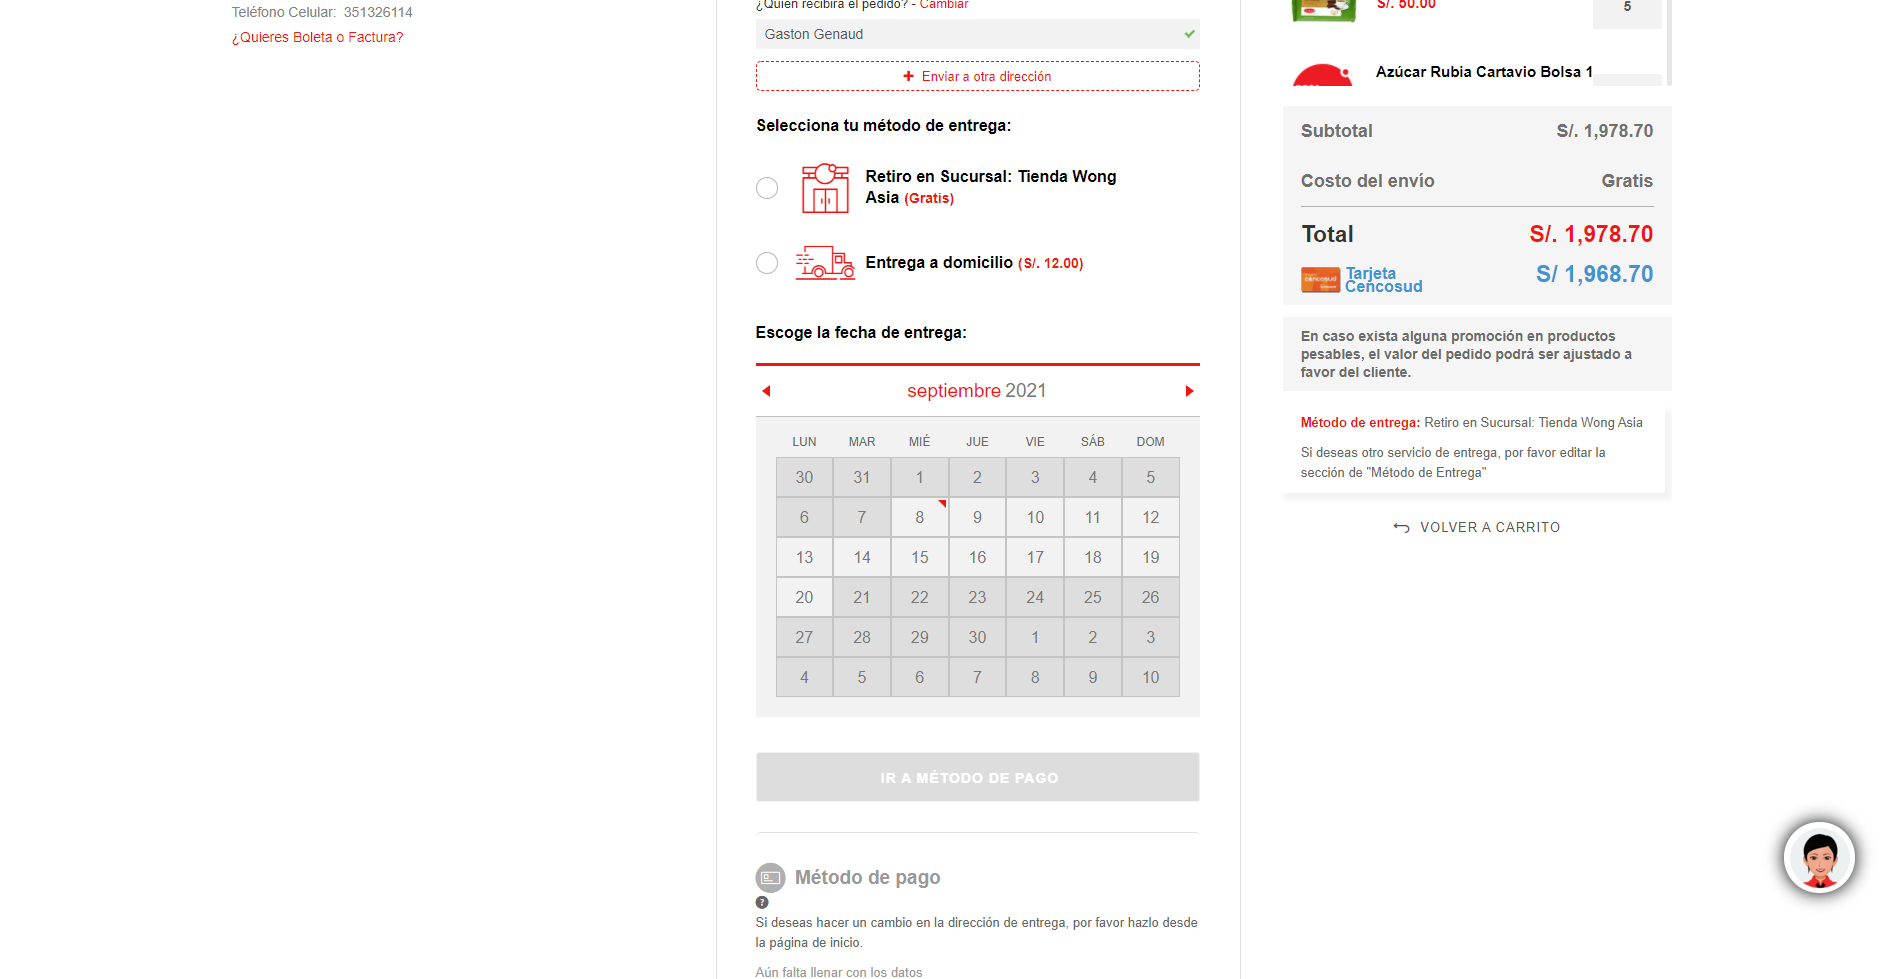 Teléfono Celular: 351326114
¿Quieres Boleta o Factura?
¿Quién recibirá el pedido? - Cambiar
Gaston Genaud
+ Enviar a otra dirección
Selecciona tu método de entrega:
Retiro en Sucursal: Tienda Wong
Asia (Gratis)
Entrega a domicilio (S/. 12.00)
Escoge la fecha de entrega:
septiembre 2021
LUN MAR MIÉ JUE VIE SÁB DOM
30 31 1 2 3 4 5
6 7 8 9 10 11 12
13 14 15 16 17 18 19
20 21 22 23 24 25 26
27 28 29 30 1 2 3
4 5 6 7 8 9 10
IR A MÉTODO DE PAGO
Método de pago
?
Si deseas hacer un cambio en la dirección de entrega, por favor hazlo desde
la página de inicio.
Aún falta llenar con los datos
S/. 50.00
5
Azúcar Rubia Cartavio Bolsa 1
Subtotal S/. 1,978.70
Costo del envío Gratis
Total S/. 1,978.70
Tarjeta
Cencosud S/ 1,968.70
En caso exista alguna promoción en productos
pesables, el valor del pedido podrá ser ajustado a
favor del cliente.
Método de entrega: Retiro en Sucursal: Tienda Wong Asia
Si deseas otro servicio de entrega, por favor editar la
sección de "Método de Entrega"
VOLVER A CARRITO